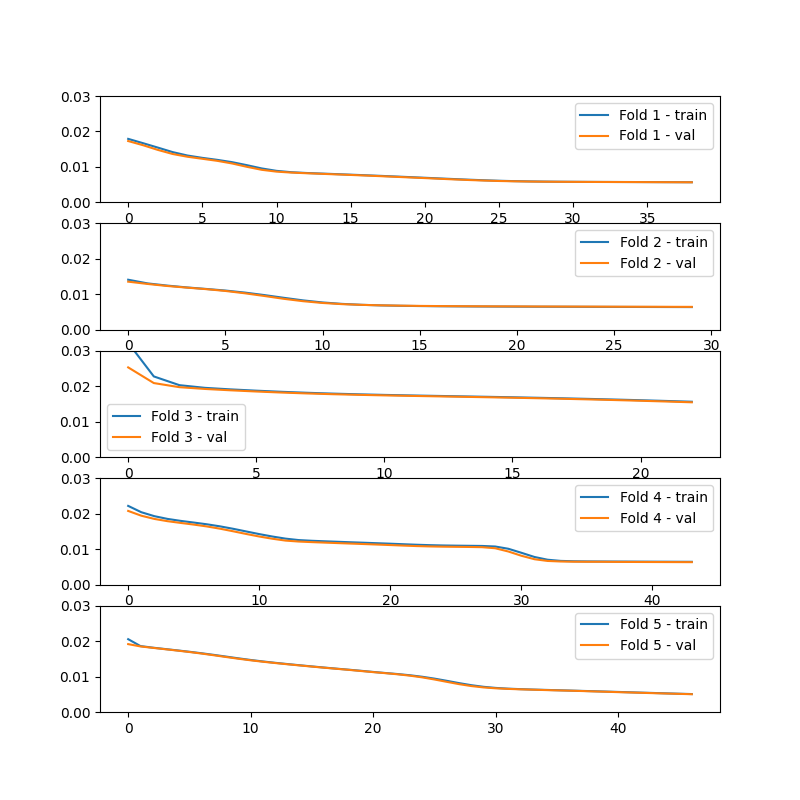 0.03
Fold 1 - train
0.02
Fold 1 - val
0.01
0.00
0 5 10 15 20 25 30 35
0.03
Fold 2 - train
0.02
Fold 2 - val
0.01
0.00
0 5 10 15 20 25 30
0.03
0.02
0.01
Fold 3 - train
Fold 3 - val
0.00
0 5 10 15 20
0.03
Fold 4 - train
0.02
Fold 4 - val
0.01
0.00
0 10 20 30 40
0.03
Fold 5 - train
0.02
Fold 5 - val
0.01
0.00
0 10 20 30 40